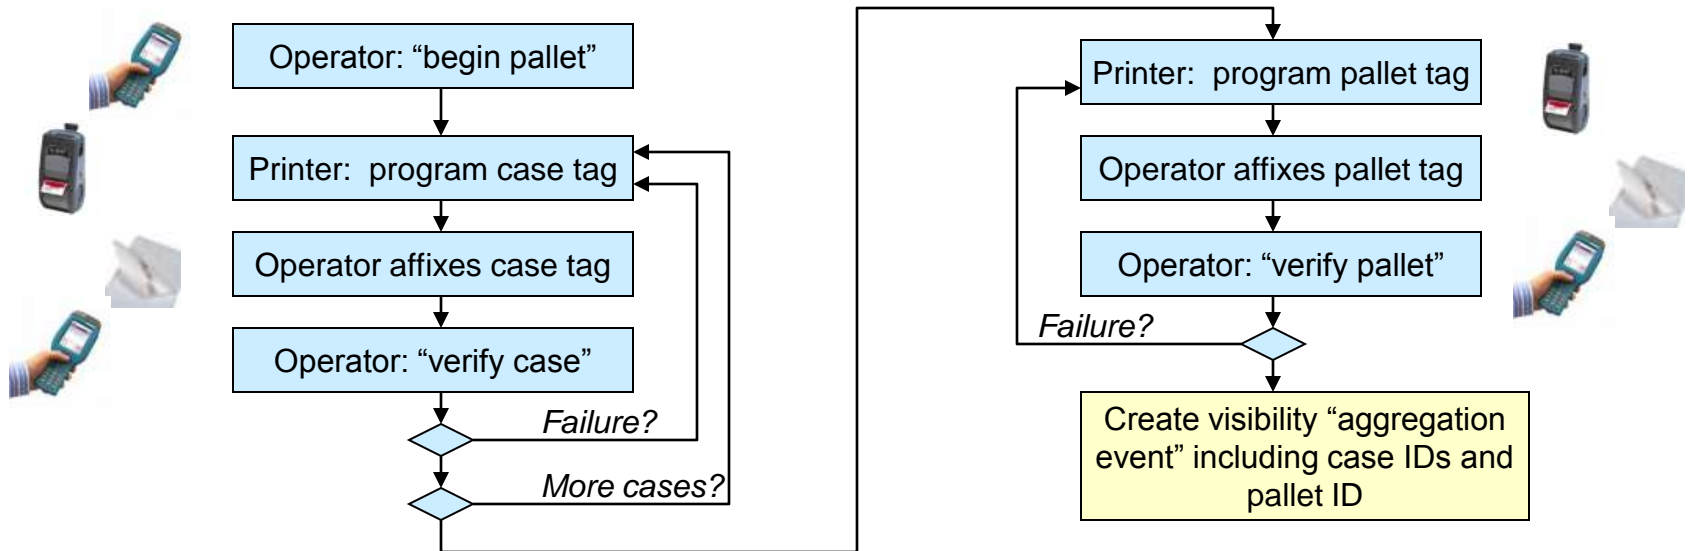 Operator: “begin pallet”
Printer:  program case tag
Operator affixes case tag
Operator: “verify case”
Failure?
More cases?
Printer:  program pallet tag
Operator affixes pallet tag
Operator: “verify pallet”
Failure?
Create visibility “aggregation
event” including case IDs and
pallet ID